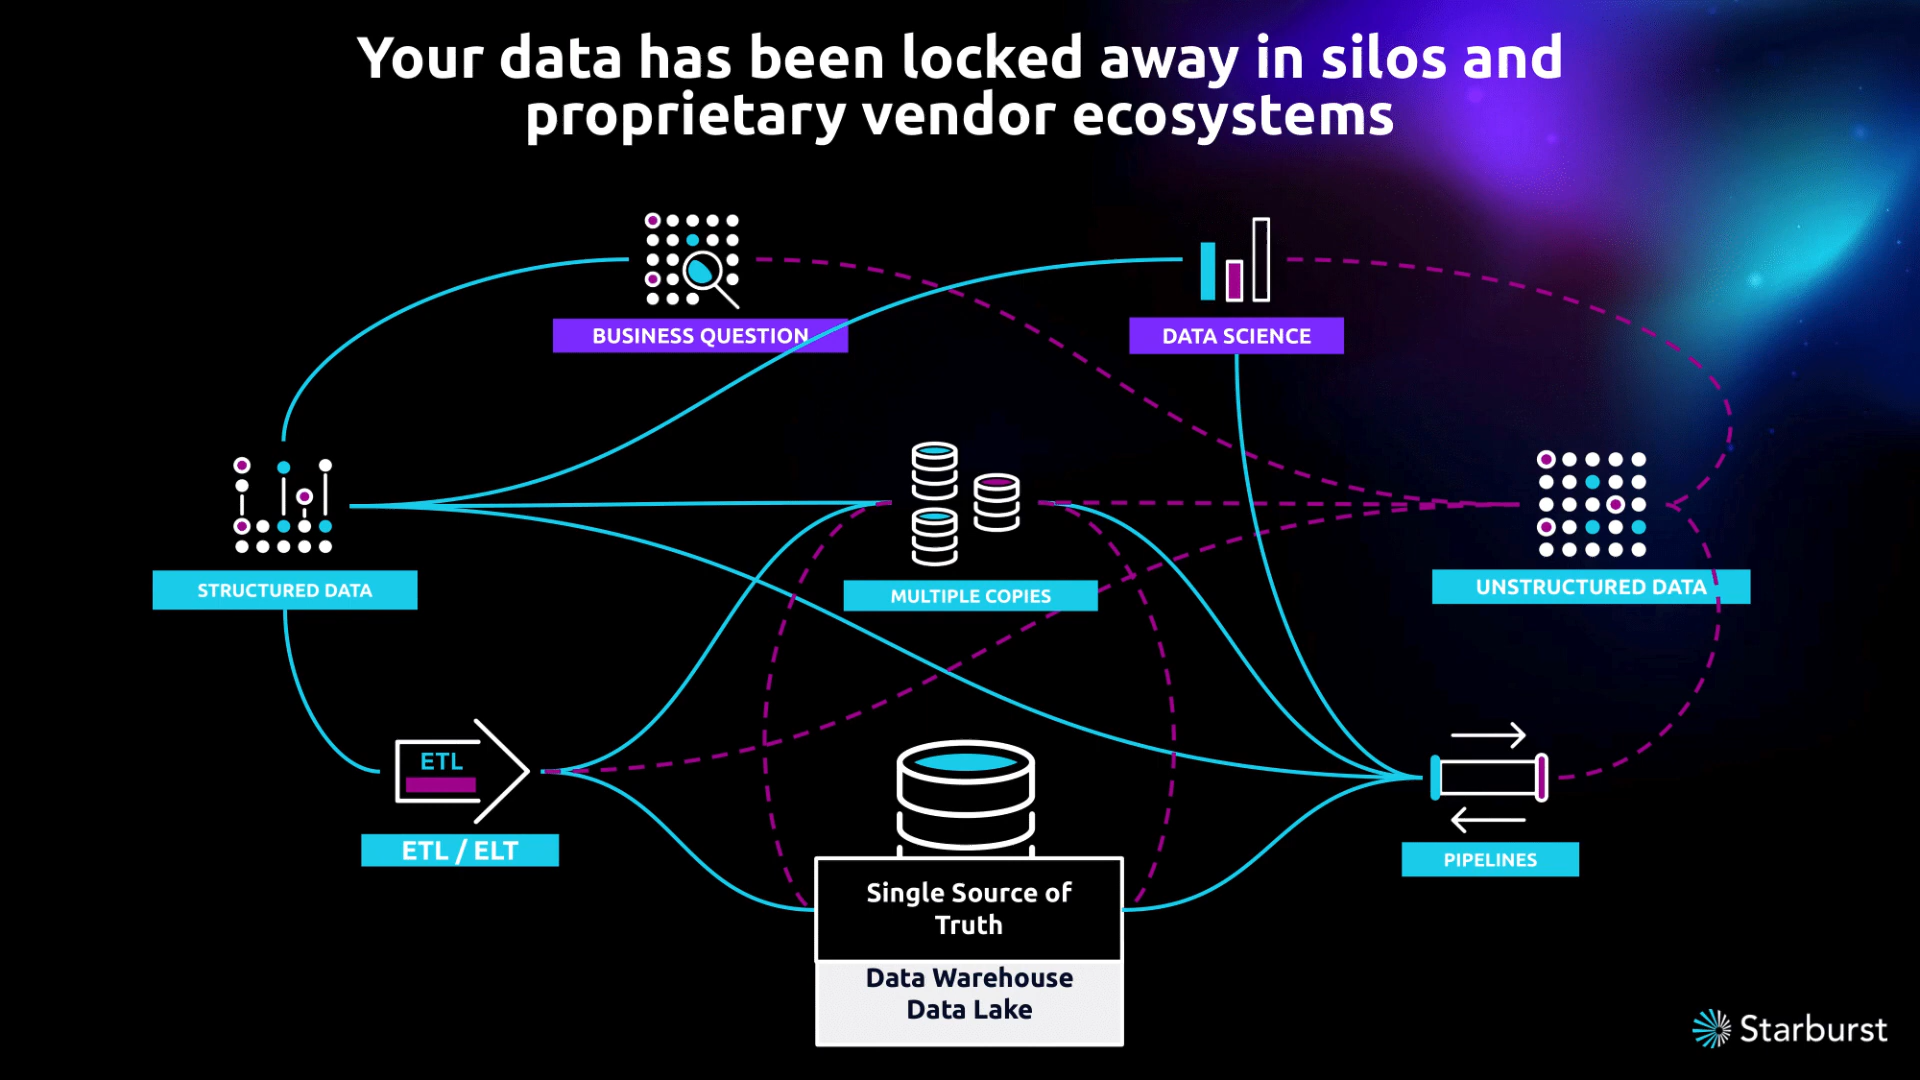 Your data has been locked away in silos and
proprietary vendor ecosystems
BUSINESS QUESTION
DATA SCIENCE
STRUCTURED DATA
MULTIPLE COPIES
UNSTRUCTURED DATA
ETL
ETL / ELT
PIPELINES
Single Source of
Truth
Data Warehouse
Data Lake
Starburst